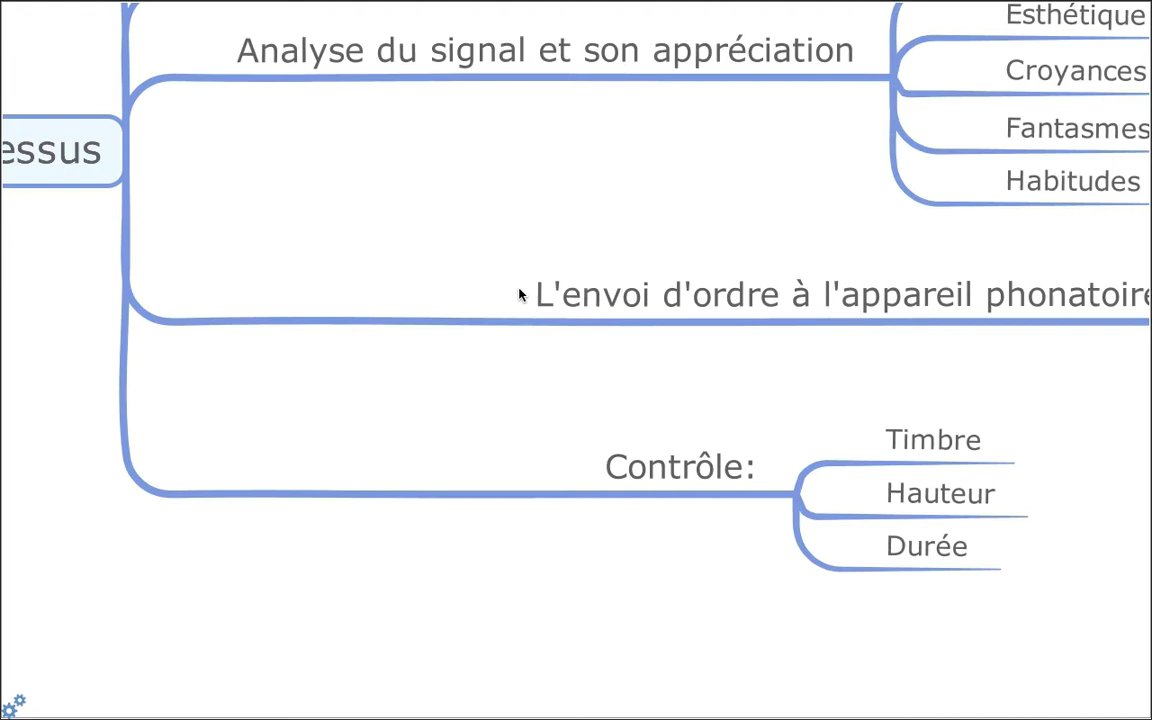 Esthétique
Analyse du signal et son appréciation
Croyances
Fantasmes
essus
Habitudes
L'envoi d'ordre à l'appareil phonatoire
Timbre
Contrôle:
Hauteur
Durée